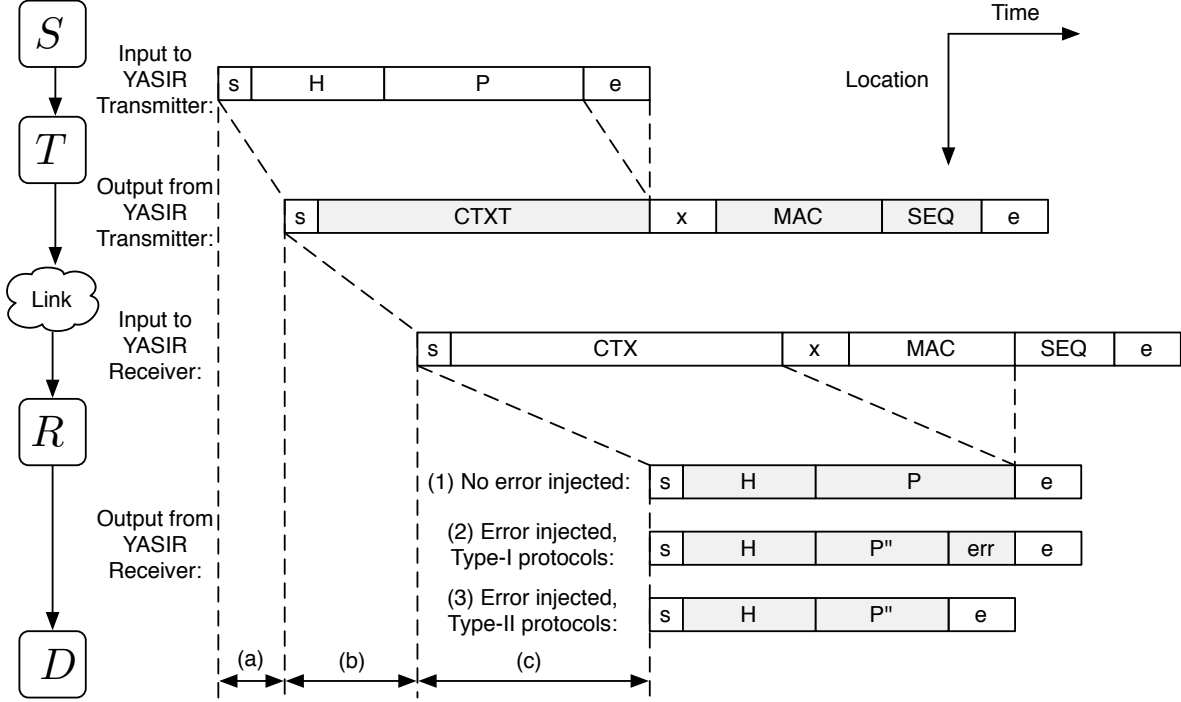 S
Time
Input to
YASIR
Transmitter:
s H P e
Location
T
Output from
YASIR
Transmitter:
s CTXT x MAC SEQ e
Link
Input to
YASIR
Receiver:
s CTX x MAC SEQ e
R
(1) No error injected:
s H P e
Output from
YASIR
Receiver:
(2) Error injected,
Type-I protocols:
s H P" err e
(3) Error injected,
Type-II protocols:
s H P" e
D
(a) (b) (c)